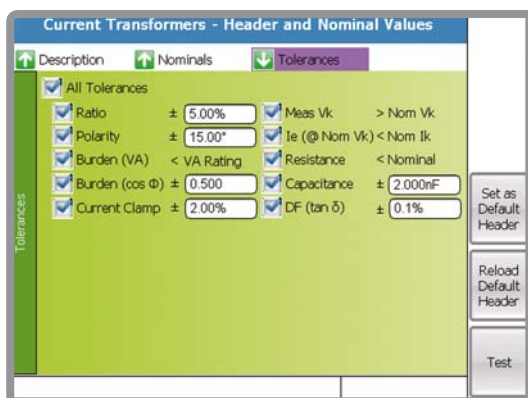 Current Transformers - Header and Nominal Values
Description Nominals Tolerances
Tolerances
All Tolerances
Ratio ± 5.00% Meas Vk > Nom Vk
Polarity ± 15.00° Ie (@ Nom Vk) < Nom Ik
Burden (VA) < VA Rating Resistance < Nominal
Burden (cos Φ) ± 0.500 Capacitance ± 2.000nF
Current Clamp ± 2.00% DF (tan δ) ± 0.1%
Set as
Default
Header
Reload
Default
Header
Test